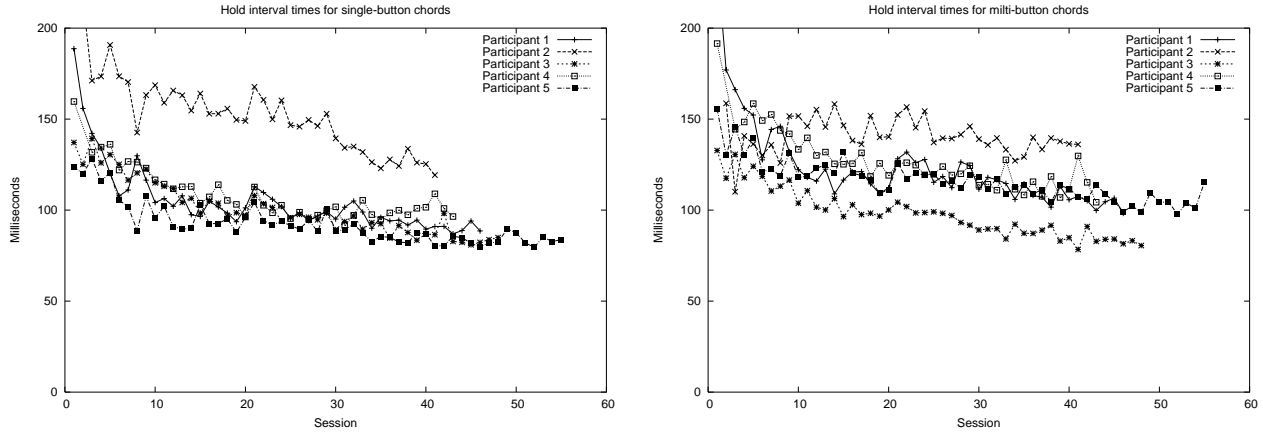 Hold interval times for single-button chords
200
150
100
50
0
Milliseconds
0 10 20 30 40 50 60
Session
Participant 1
Participant 2
Participant 3
Participant 4
Participant 5
Hold interval times for milti-button chords
200
150
100
50
0
Milliseconds
0 10 20 30 40 50 60
Session
Participant 1
Participant 2
Participant 3
Participant 4
Participant 5